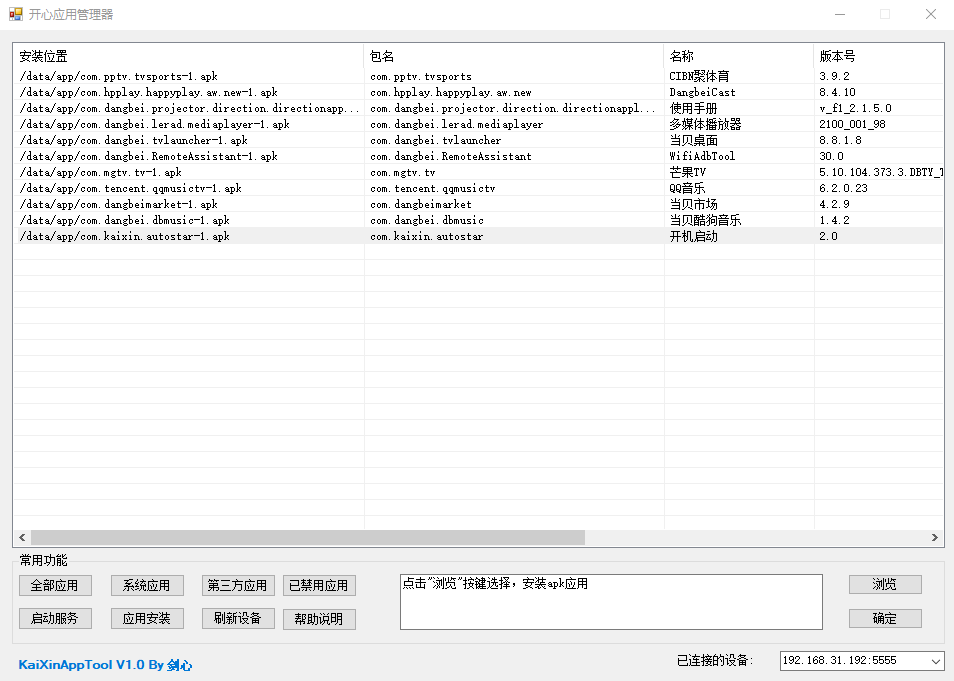 开心应用管理器
安装位置 包名 名称 版本号
/data/app/com.pptv.tvsports-1.apk com.pptv.tvsports CIBN聚体育 3.9.2
/data/app/com.hpplay.happyplay.aw.new-1.apk com.hpplay.happyplay.aw.new DangbeiCast 8.4.10
/data/app/com.dangbei.projector.direction.directionapp... com.dangbei.projector.direction.directionappl... 使用手册 v_f1_2.1.5.0
/data/app/com.dangbei.lerad.mediaplayer-1.apk com.dangbei.lerad.mediaplayer 多媒体播放器 2100_001_98
/data/app/com.dangbei.tvlauncher-1.apk com.dangbei.tvlauncher 当贝桌面 8.8.1.8
/data/app/com.dangbei.RemoteAssistant-1.apk com.dangbei.RemoteAssistant WifiAdbTool 30.0
/data/app/com.mgtv.tv-1.apk com.mgtv.tv 芒果TV 5.10.104.373.3.DBTY_T
/data/app/com.tencent.qqmusictv-1.apk com.tencent.qqmusictv QQ音乐 6.2.0.23
/data/app/com.dangbeimarket-1.apk com.dangbeimarket 当贝市场 4.2.9
/data/app/com.dangbei.dbmusic-1.apk com.dangbei.dbmusic 当贝酷狗音乐 1.4.2
/data/app/com.kaixin.autostar-1.apk com.kaixin.autostar 开机启动 2.0
常用功能
全部应用 系统应用 第三方应用 已禁用应用 点击"浏览"按键选择，安装apk应用 浏览
启动服务 应用安装 刷新设备 帮助说明 确定
KaiXinAppTool V1.0 By 剑心 已连接的设备: 192.168.31.192:5555